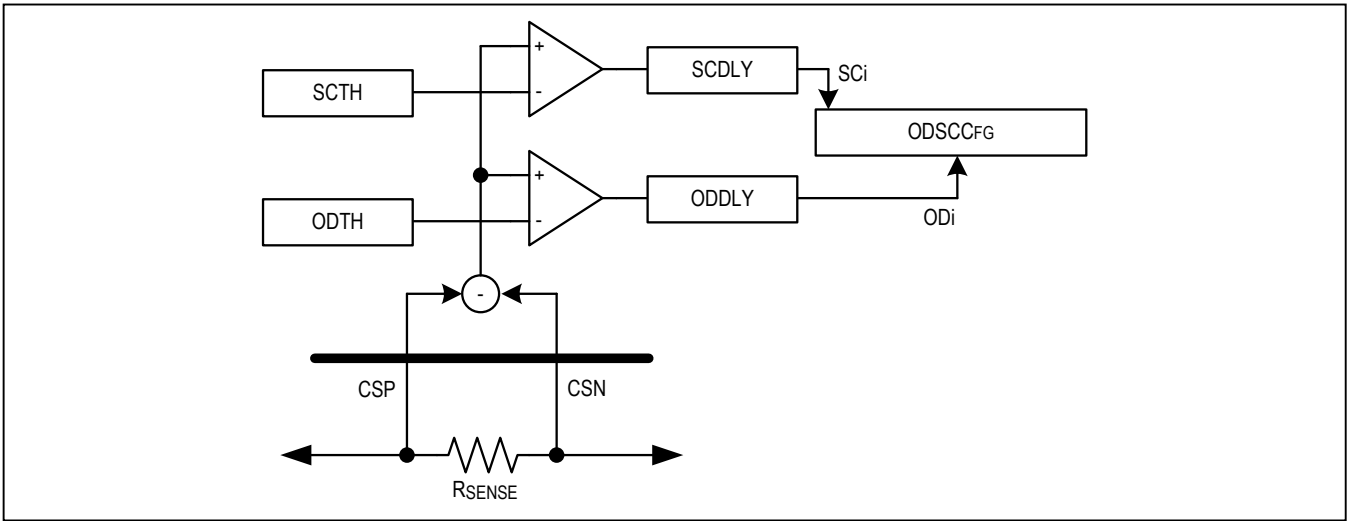 +
SCTH
-
SCDLY
SCi
ODSCCFG
+
ODTH
-
ODDLY
ODi
-
CSP
CSN
RSENSE